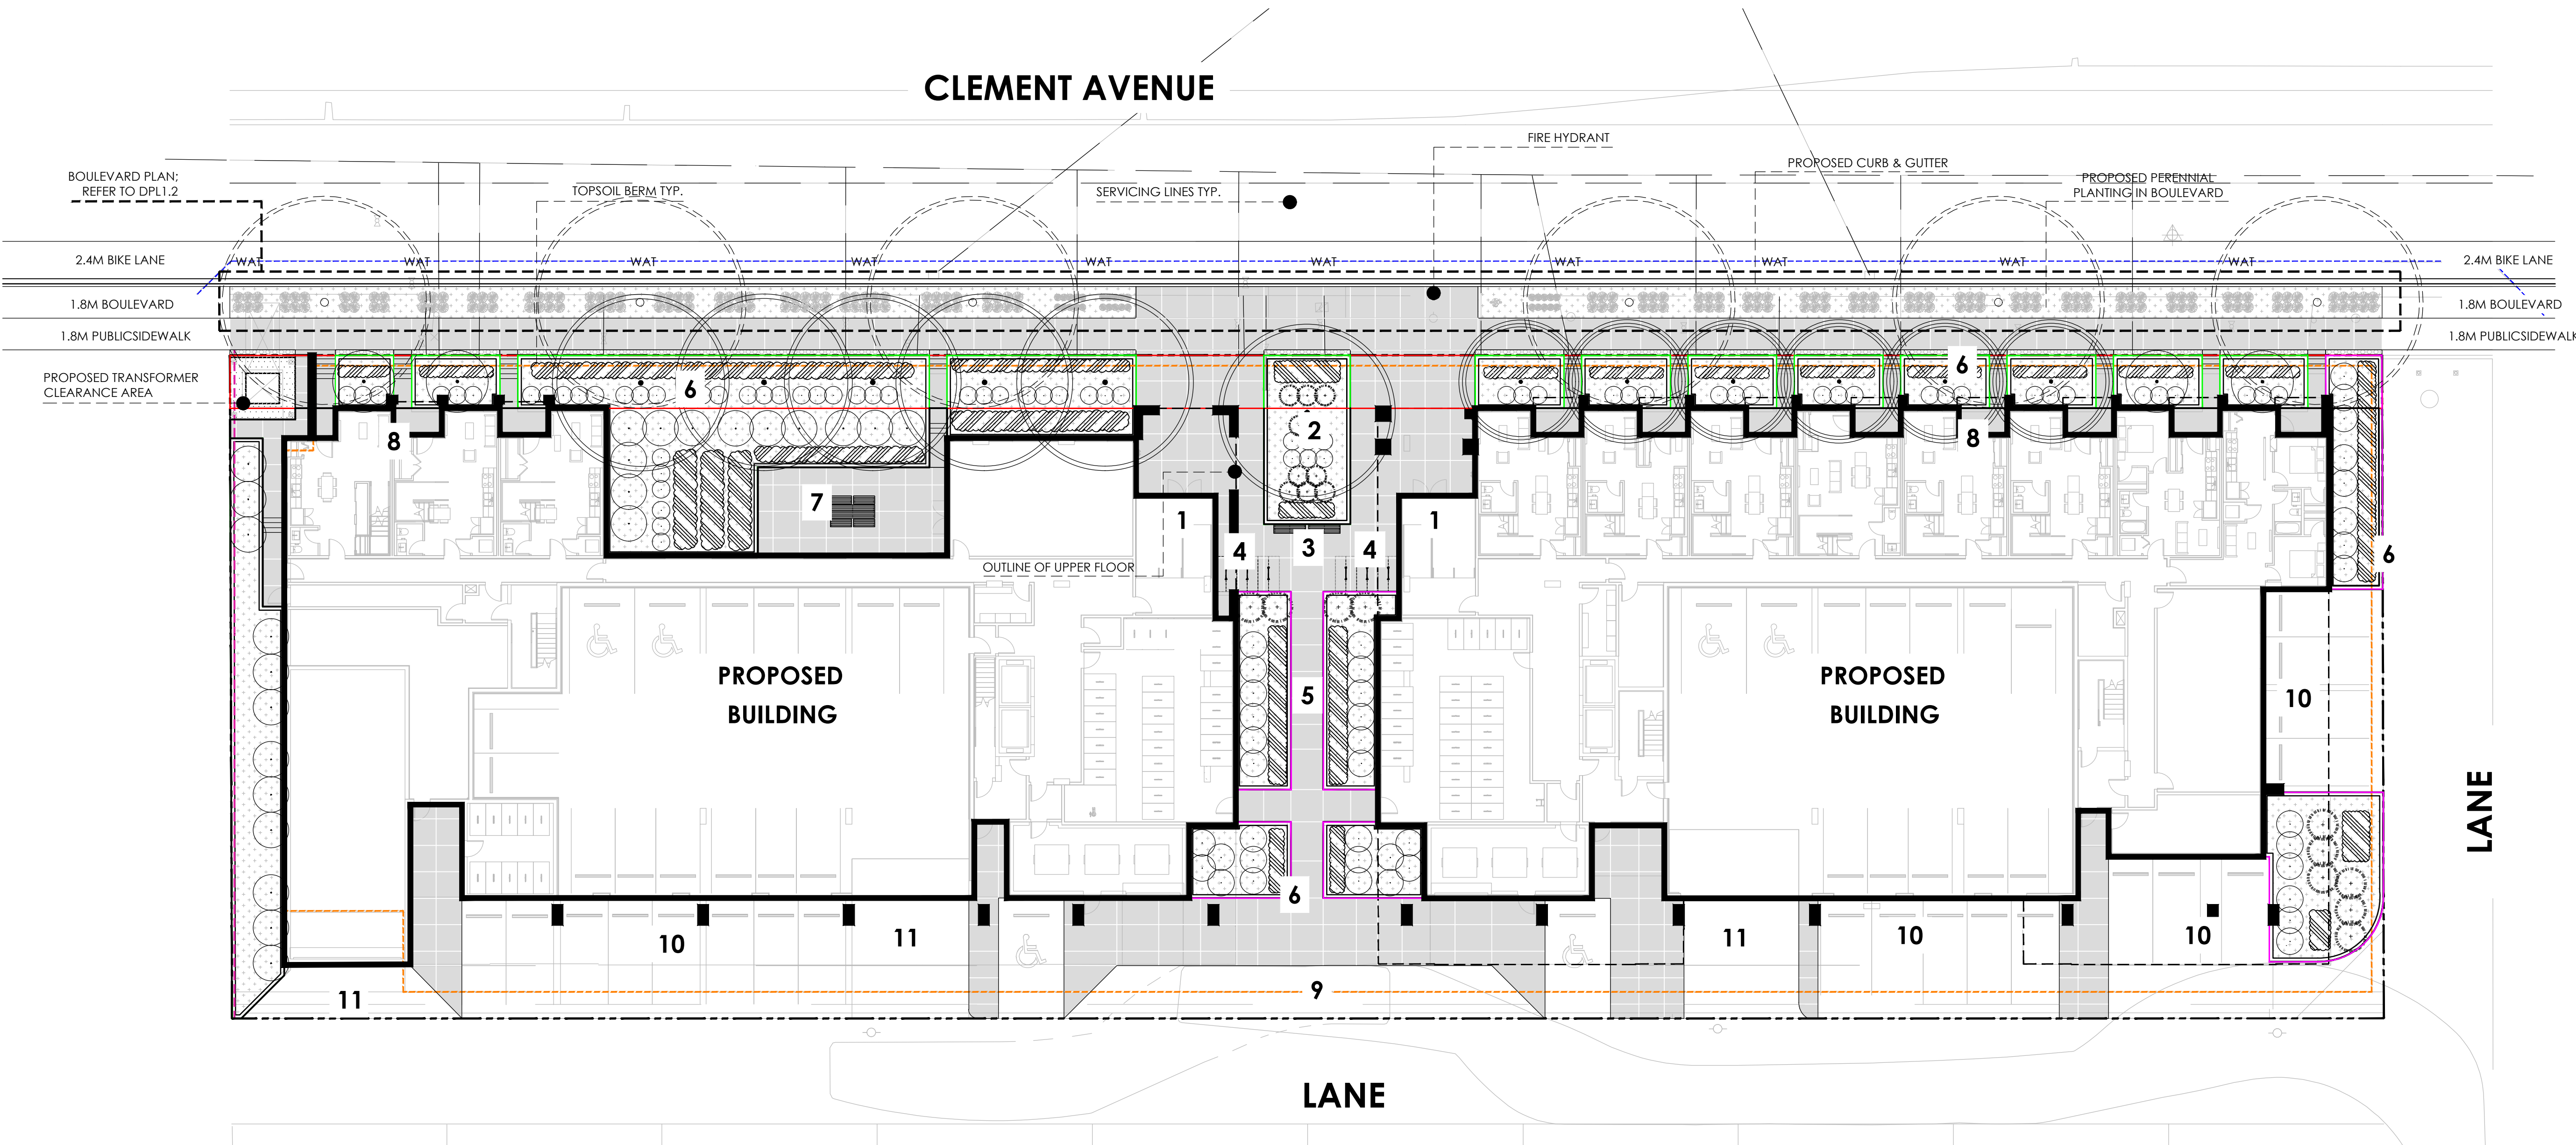 CLEMENT AVENUE
FIRE HYDRANT
PROPOSED CURB & GUTTER
BOULEVARD PLAN;
REFER TO DPL1.2
TOPSOIL BERM TYP.
SERVICING LINES TYP.
PROPOSED PERENNIAL
PLANTING IN BOULEVARD
2.4M BIKE LANE
WAT
WAT
WAT
WAT
WAT
WAT
WAT
WAT
WAT
WAT
2.4M BIKE LANE
1.8M BOULEVARD
1.8M BOULEVARD
1.8M PUBLICSIDEWALK
1.8M PUBLICSIDEWALK
PROPOSED TRANSFORMER
CLEARANCE AREA
6
6
8
2
8
7
1
1
4
3
4
6
OUTLINE OF UPPER FLOOR
PROPOSED
BUILDING
5
PROPOSED
BUILDING
10
LANE
6
10
11
11
10
10
11
9
LANE